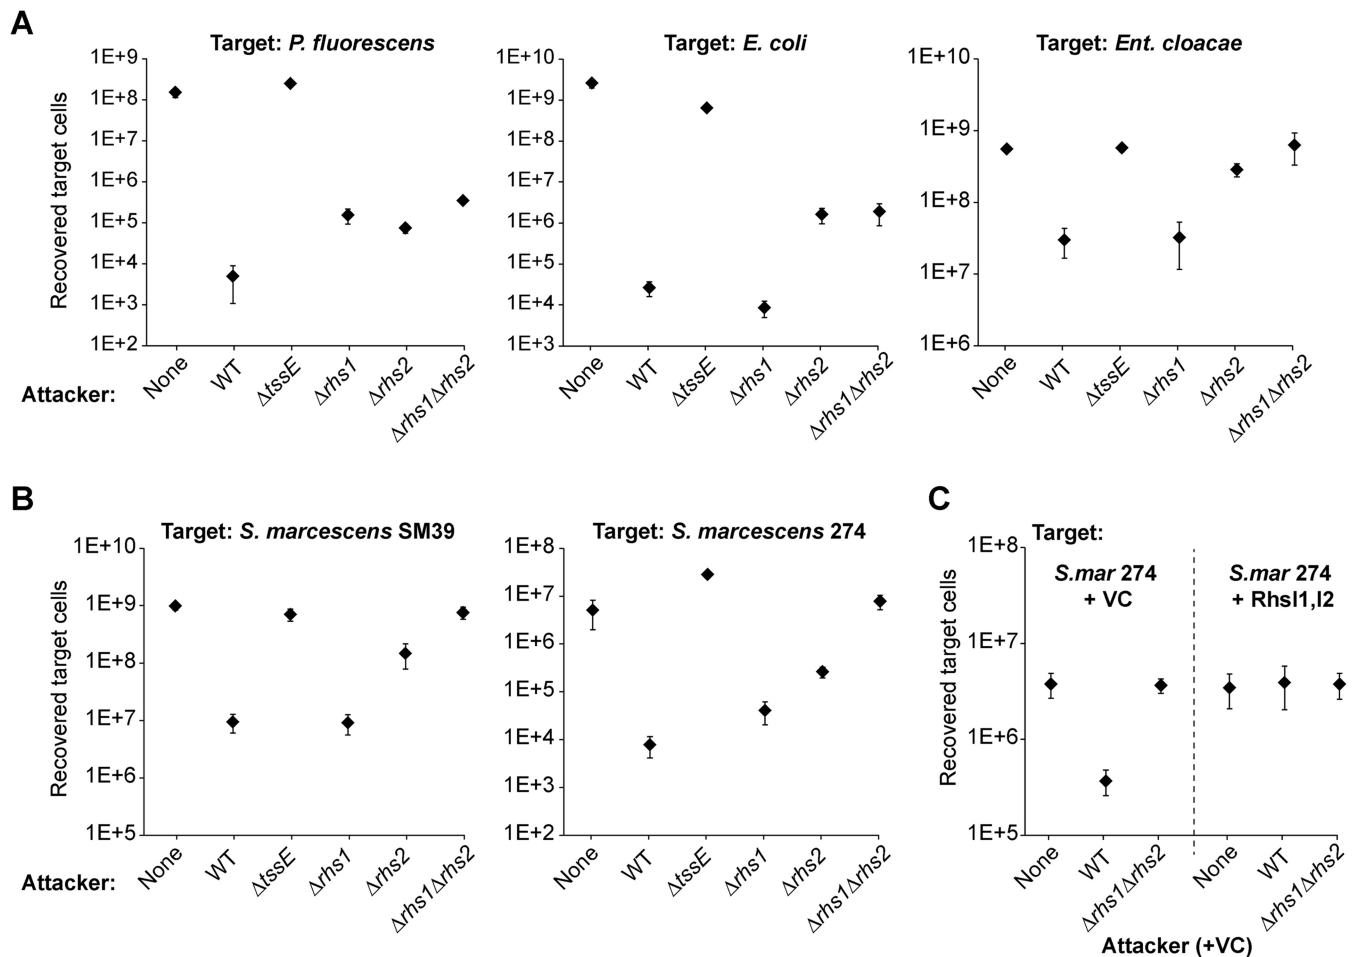 A
Target: P. fluorescens
Recovered target cells
1E+9
1E+8
1E+7
1E+6
1E+5
1E+4
1E+3
1E+2
Attacker:
None
WT
ΔtssE
Δrhs1
Δrhs2
Δrhs1Δrhs2
Target: E. coli
1E+10
1E+9
1E+8
1E+7
1E+6
1E+5
1E+4
1E+3
None
WT
ΔtssE
Δrhs1
Δrhs2
Δrhs1Δrhs2
Target: Ent. cloacae
1E+10
1E+9
1E+8
1E+7
1E+6
None
WT
ΔtssE
Δrhs1
Δrhs2
Δrhs1Δrhs2
B
Target: S. marcescens SM39
Recovered target cells
1E+10
1E+9
1E+8
1E+7
1E+6
1E+5
Attacker:
None
WT
ΔtssE
Δrhs1
Δrhs2
Δrhs1Δrhs2
Target: S. marcescens 274
1E+8
1E+7
1E+6
1E+5
1E+4
1E+3
1E+2
None
WT
ΔtssE
Δrhs1
Δrhs2
Δrhs1Δrhs2
C
Target:
S.mar 274
+ VC
S.mar 274
+ RhsI1,I2
Recovered target cells
1E+8
1E+7
1E+6
1E+5
None
WT
Δrhs1Δrhs2
None
WT
Δrhs1Δrhs2
Attacker (+VC)